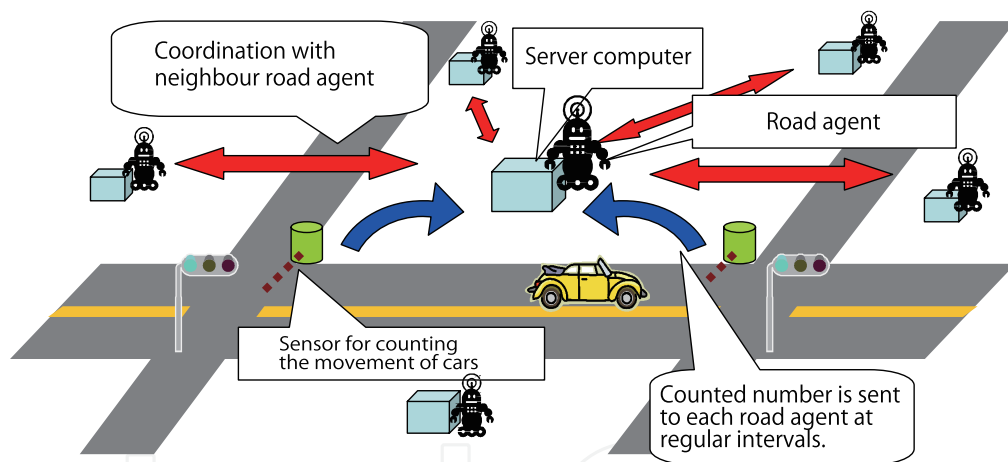 Coordination with
neighbour road agent
Server computer
Road agent
Sensor for counting
the movement of cars
Counted number is sent
to each road agent at
regular intervals.